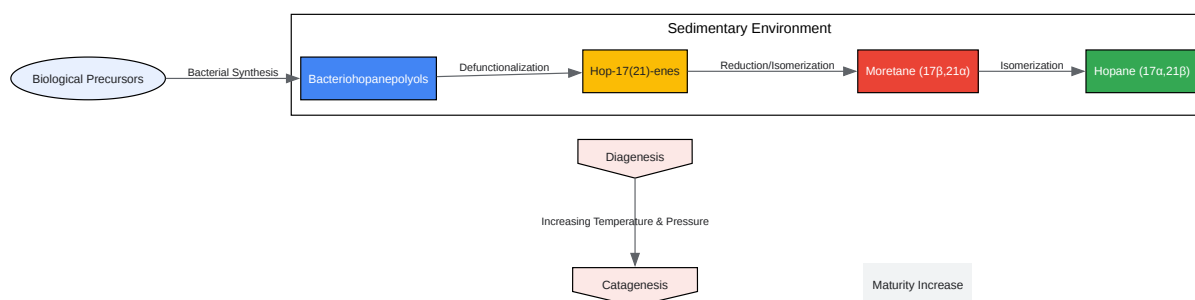 Sedimentary Environment
Biological Precursors
Bacterial Synthesis
Bacteriohopanepolyols
Defunctionalization
Hop-17(21)-enes
Reduction/Isomerization
Moretane (17β,21α)
Isomerization
Hopane (17α,21β)
Diagenesis
Increasing Temperature & Pressure
Catagenesis
Maturity Increase